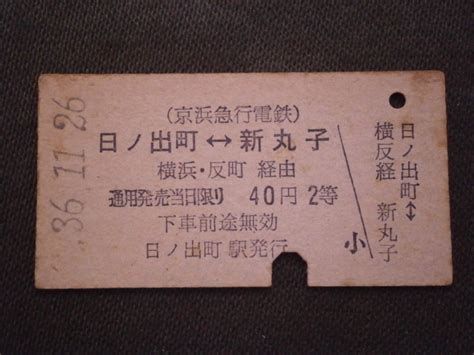 36.11.26
(京浜急行電鉄)
日ノ出町↔新丸子
横浜・反町 経由
通用発売当日限り 40円 2等
下車前途無効
日ノ出町 駅発行
小
日ノ出町↕
横反経 新丸子